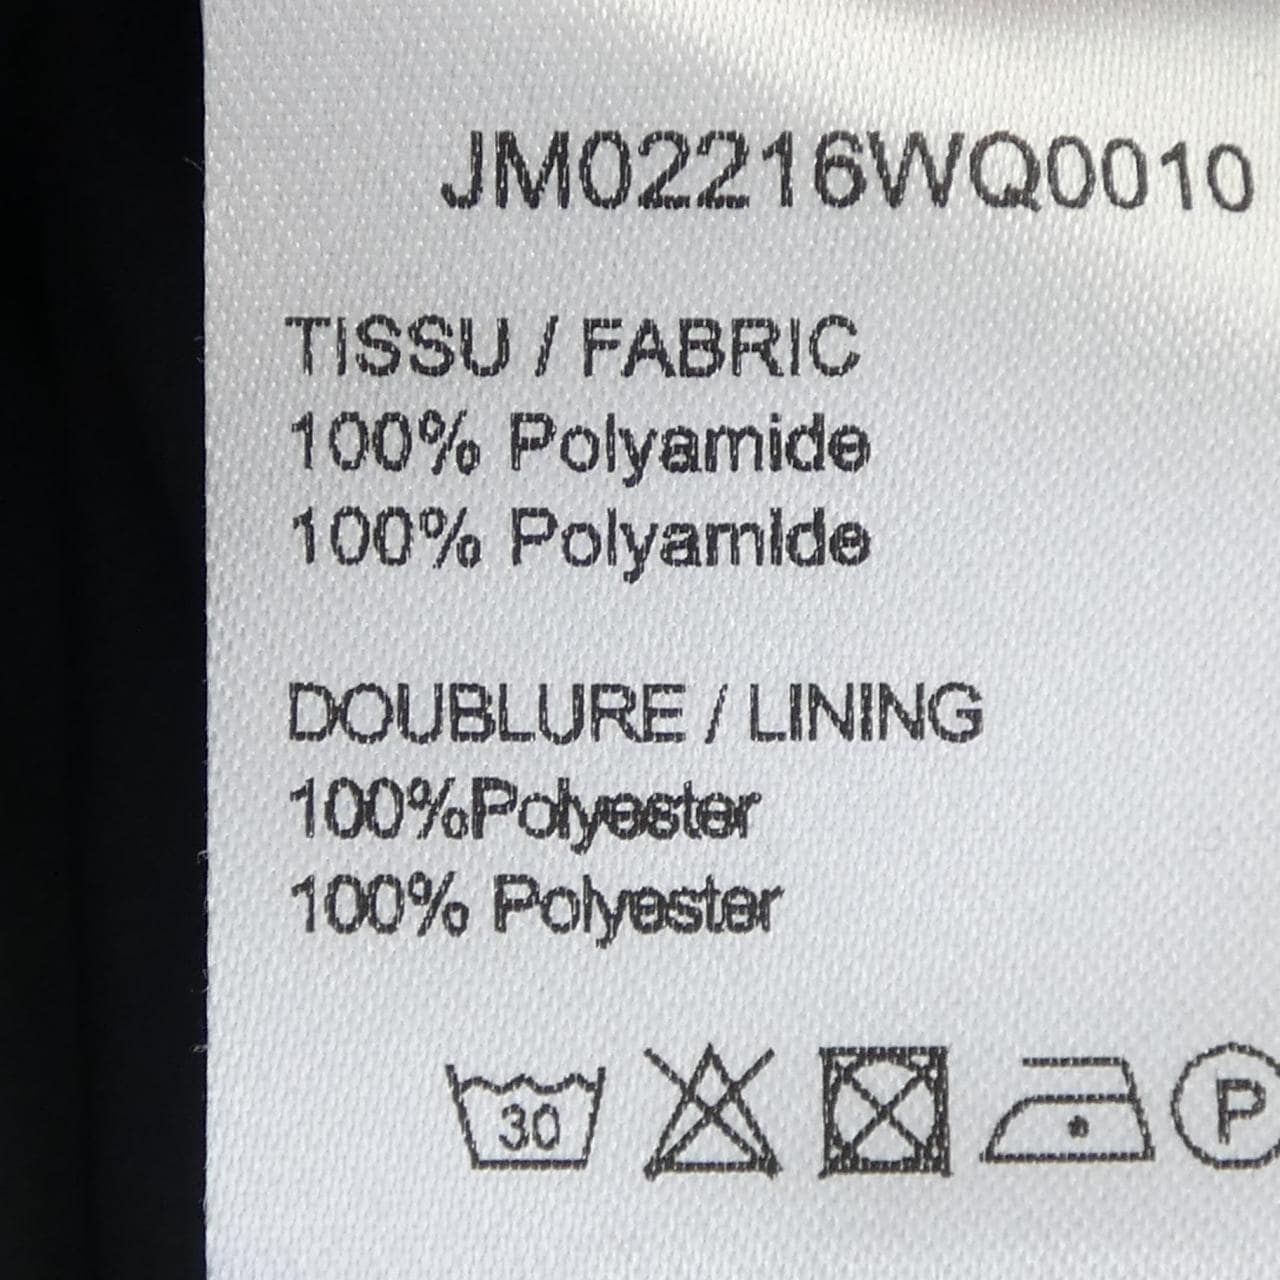 JM02216WQ0010
TISSU / FABRIC
100% Polyamide
100% Polyamide
DOUBLURE / LINING
100%Polyester
100% Polyester
30 P